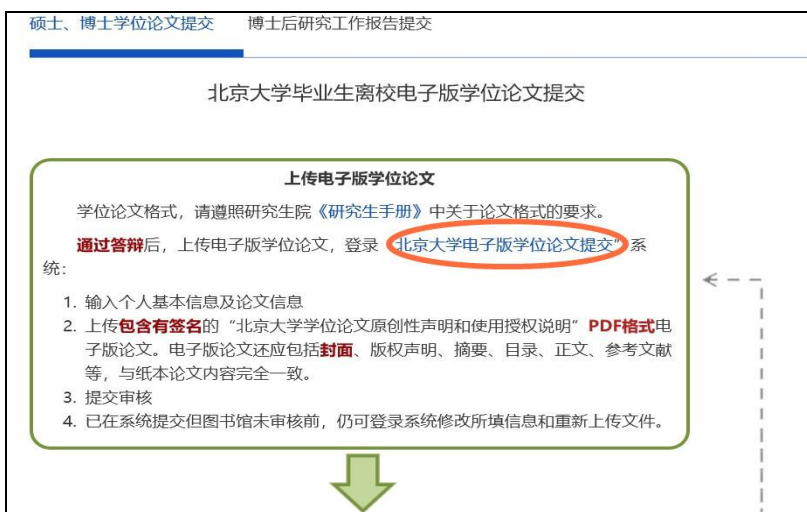 硕士、博士学位论文提交 博士后研究工作报告提交
北京大学毕业生离校电子版学位论文提交
上传电子版学位论文
学位论文格式，请遵照研究生院《研究生手册》中关于论文格式的要求。
通过答辩后，上传电子版学位论文，登录“北京大学电子版学位论文提交”系
统：
1. 输入个人基本信息及论文信息
2. 上传包含有签名的“北京大学学位论文原创性声明和使用授权说明”PDF格式电
子版论文。电子版论文还应包括封面、版权声明、摘要、目录、正文、参考文献
等，与纸本论文内容完全一致。
3. 提交审核
4. 已在系统提交但图书馆未审核前，仍可登录系统修改所填信息和重新上传文件。